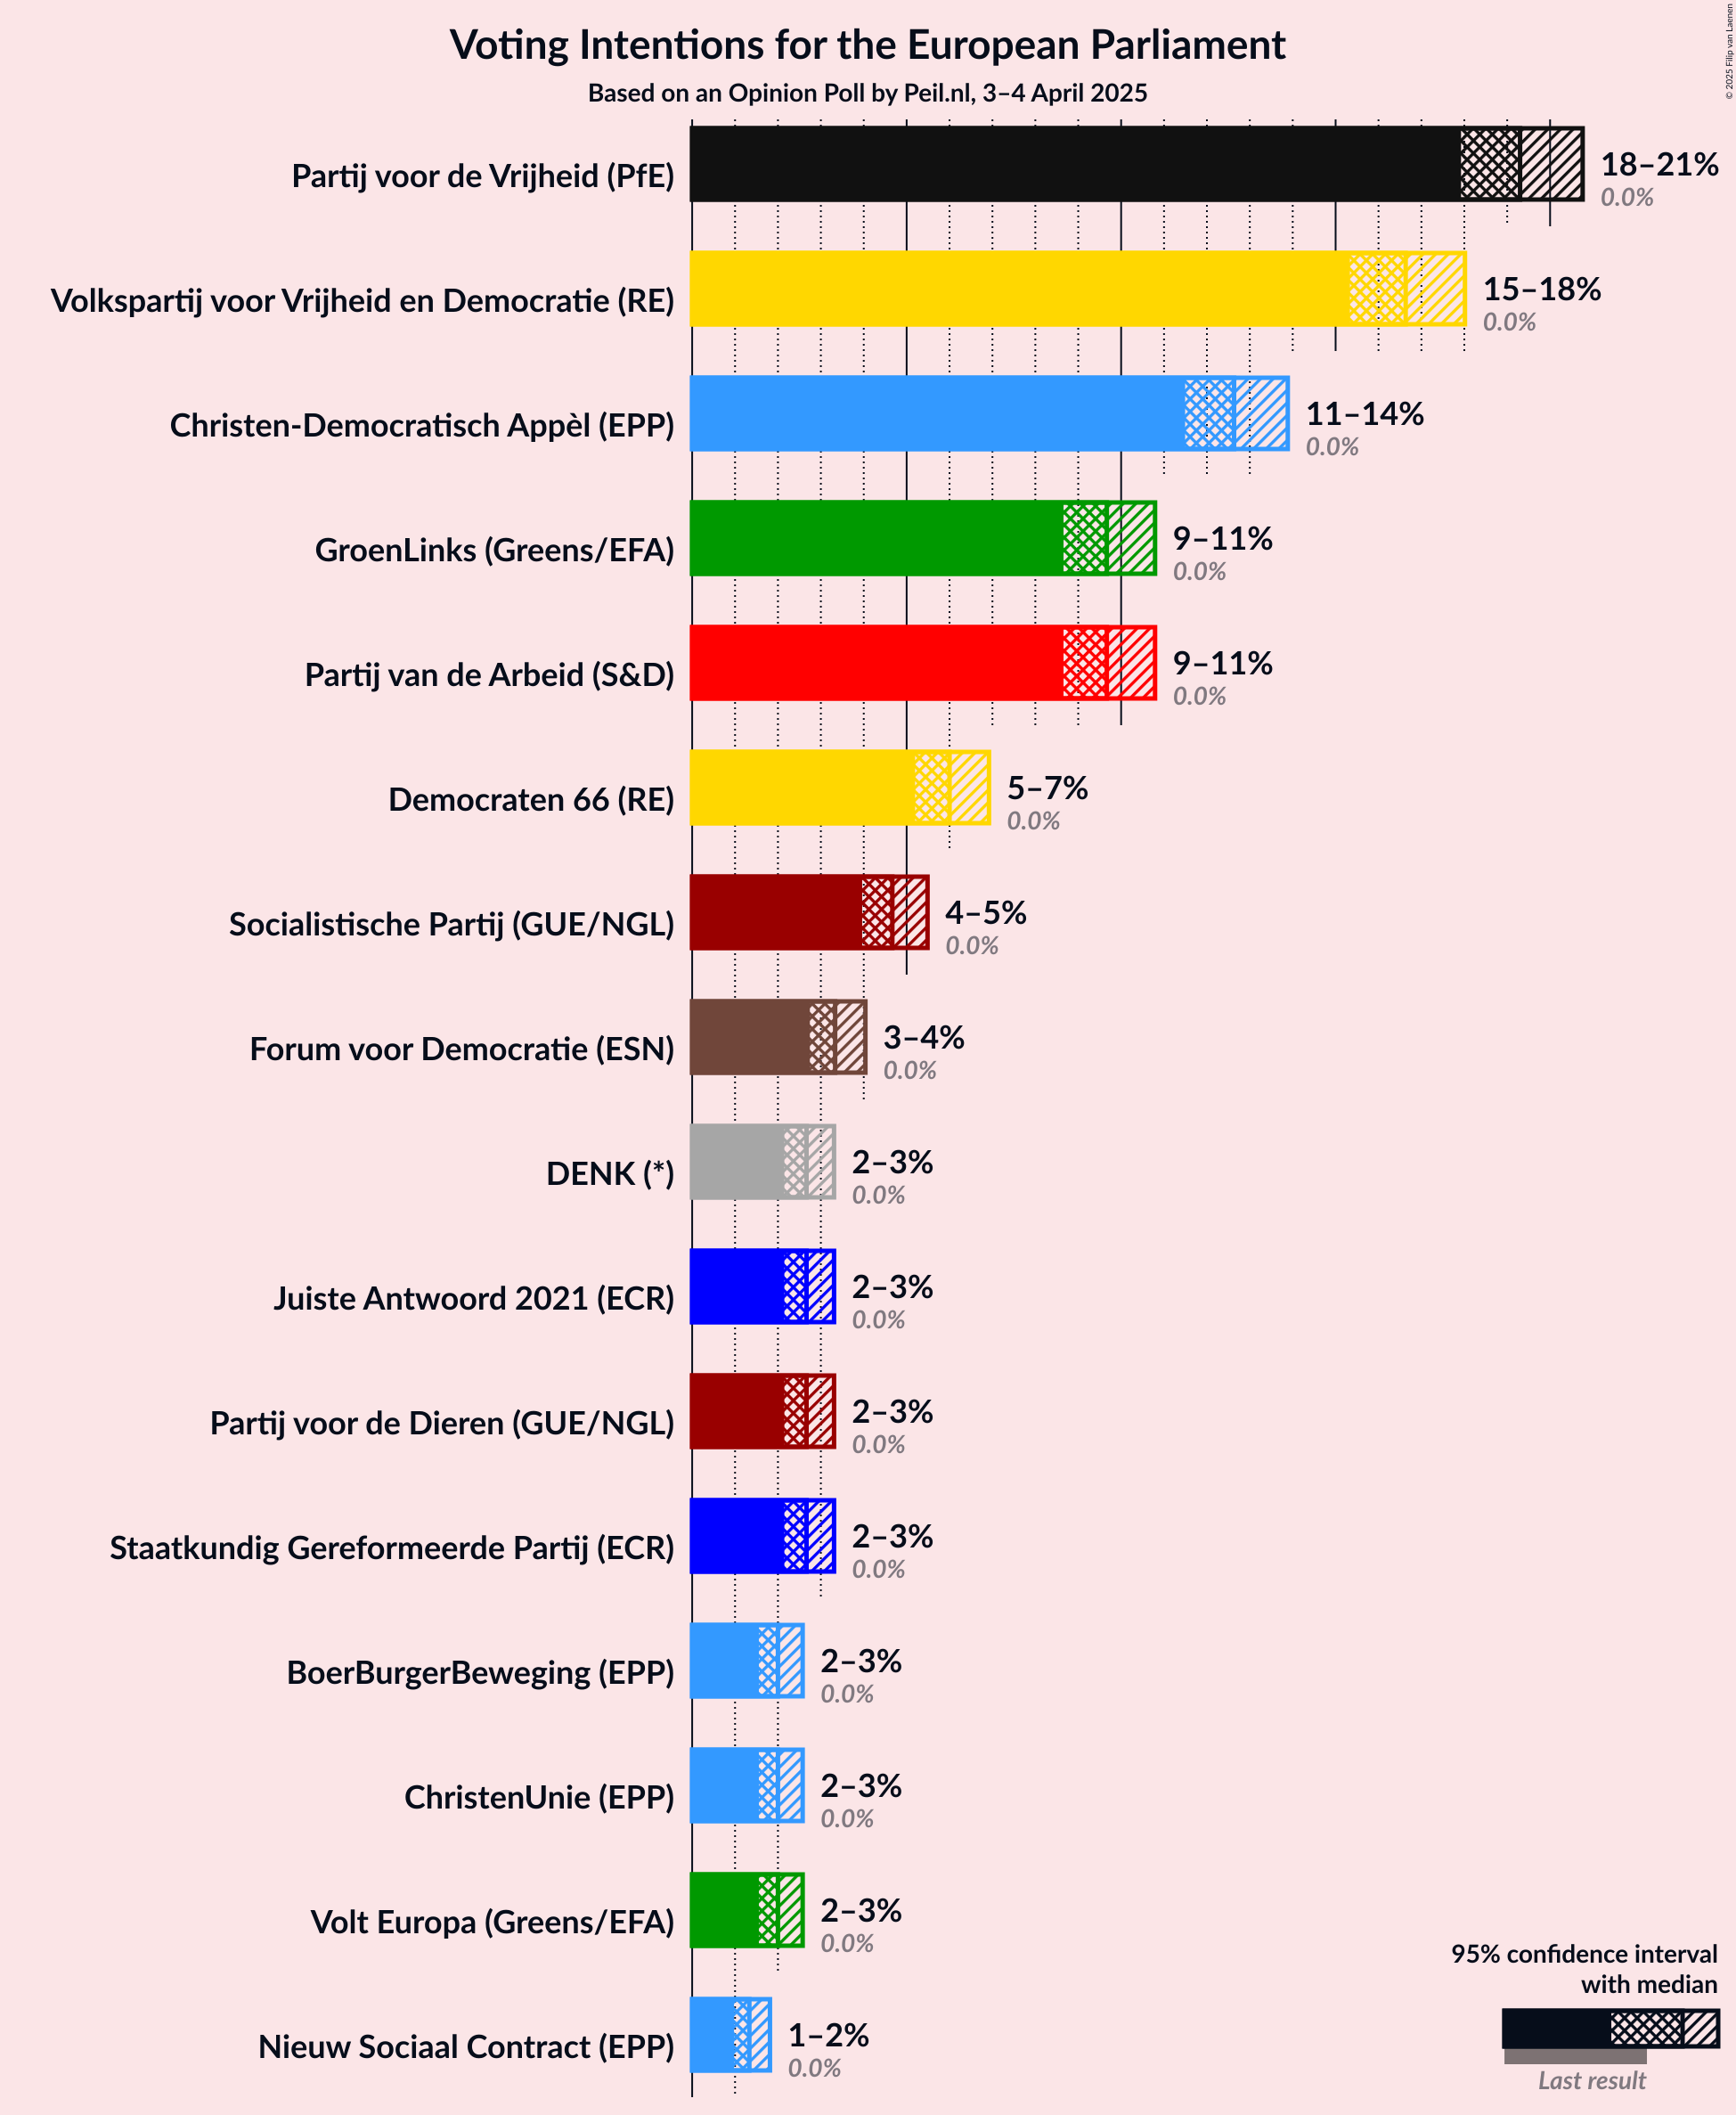 Voting Intentions for the European Parliament
Based on an Opinion Poll by Peil.nl, 3–4 April 2025
© 2025 Filip van Laenen
Partij voor de Vrijheid (PfE)
18–21%
0.0%
Volkspartij voor Vrijheid en Democratie (RE)
15–18%
0.0%
Christen-Democratisch Appèl (EPP)
11–14%
0.0%
GroenLinks (Greens/EFA)
9–11%
0.0%
Partij van de Arbeid (S&D)
9–11%
0.0%
Democraten 66 (RE)
5–7%
0.0%
Socialistische Partij (GUE/NGL)
4–5%
0.0%
Forum voor Democratie (ESN)
3–4%
0.0%
DENK (*)
2–3%
0.0%
Juiste Antwoord 2021 (ECR)
2–3%
0.0%
Partij voor de Dieren (GUE/NGL)
2–3%
0.0%
Staatkundig Gereformeerde Partij (ECR)
2–3%
0.0%
BoerBurgerBeweging (EPP)
2–3%
0.0%
ChristenUnie (EPP)
2–3%
0.0%
Volt Europa (Greens/EFA)
2–3%
0.0%
Nieuw Sociaal Contract (EPP)
1–2%
0.0%
95% confidence interval
with median
Last result